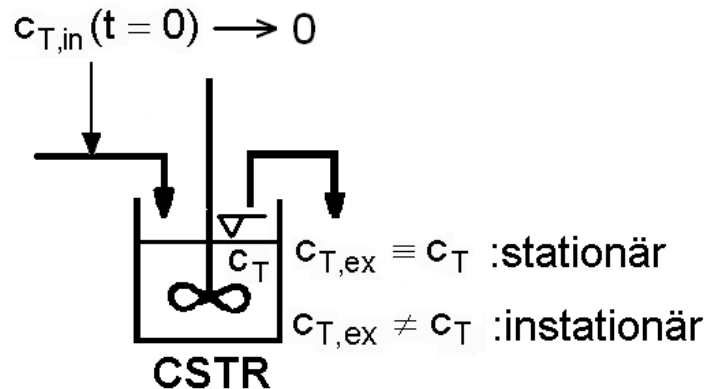 c_T,in(t = 0) → 0
c_T
c_T,ex ≡ c_T :stationär
c_T,ex ≠ c_T :instationär
CSTR